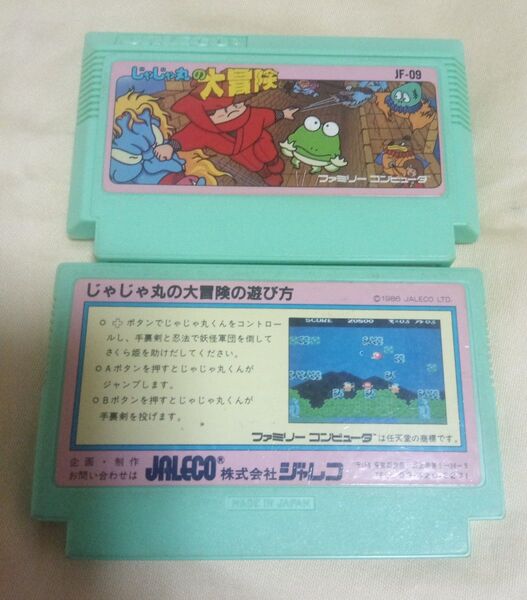 じゃじゃ丸の大冒険
JF-09
ファミリー コンピュータ
じゃじゃ丸の大冒険の遊び方
©1986 JALECO LTD.
○ ボタンでじゃじゃ丸くんをコントロー
ルし、手裏剣と忍法で妖怪軍団を倒して
さくら姫を助けだしてください。
○Aボタンを押すとじゃじゃ丸くんが
ジャンプします。
○Bボタンを押すとじゃじゃ丸くんが
手裏剣を投げます。
SCORE 20600
ファミリー コンピュータ は任天堂の商標です。
企画・制作
お問い合わせは
JALECO® 株式会社ジャレコ
MADE IN JAPAN